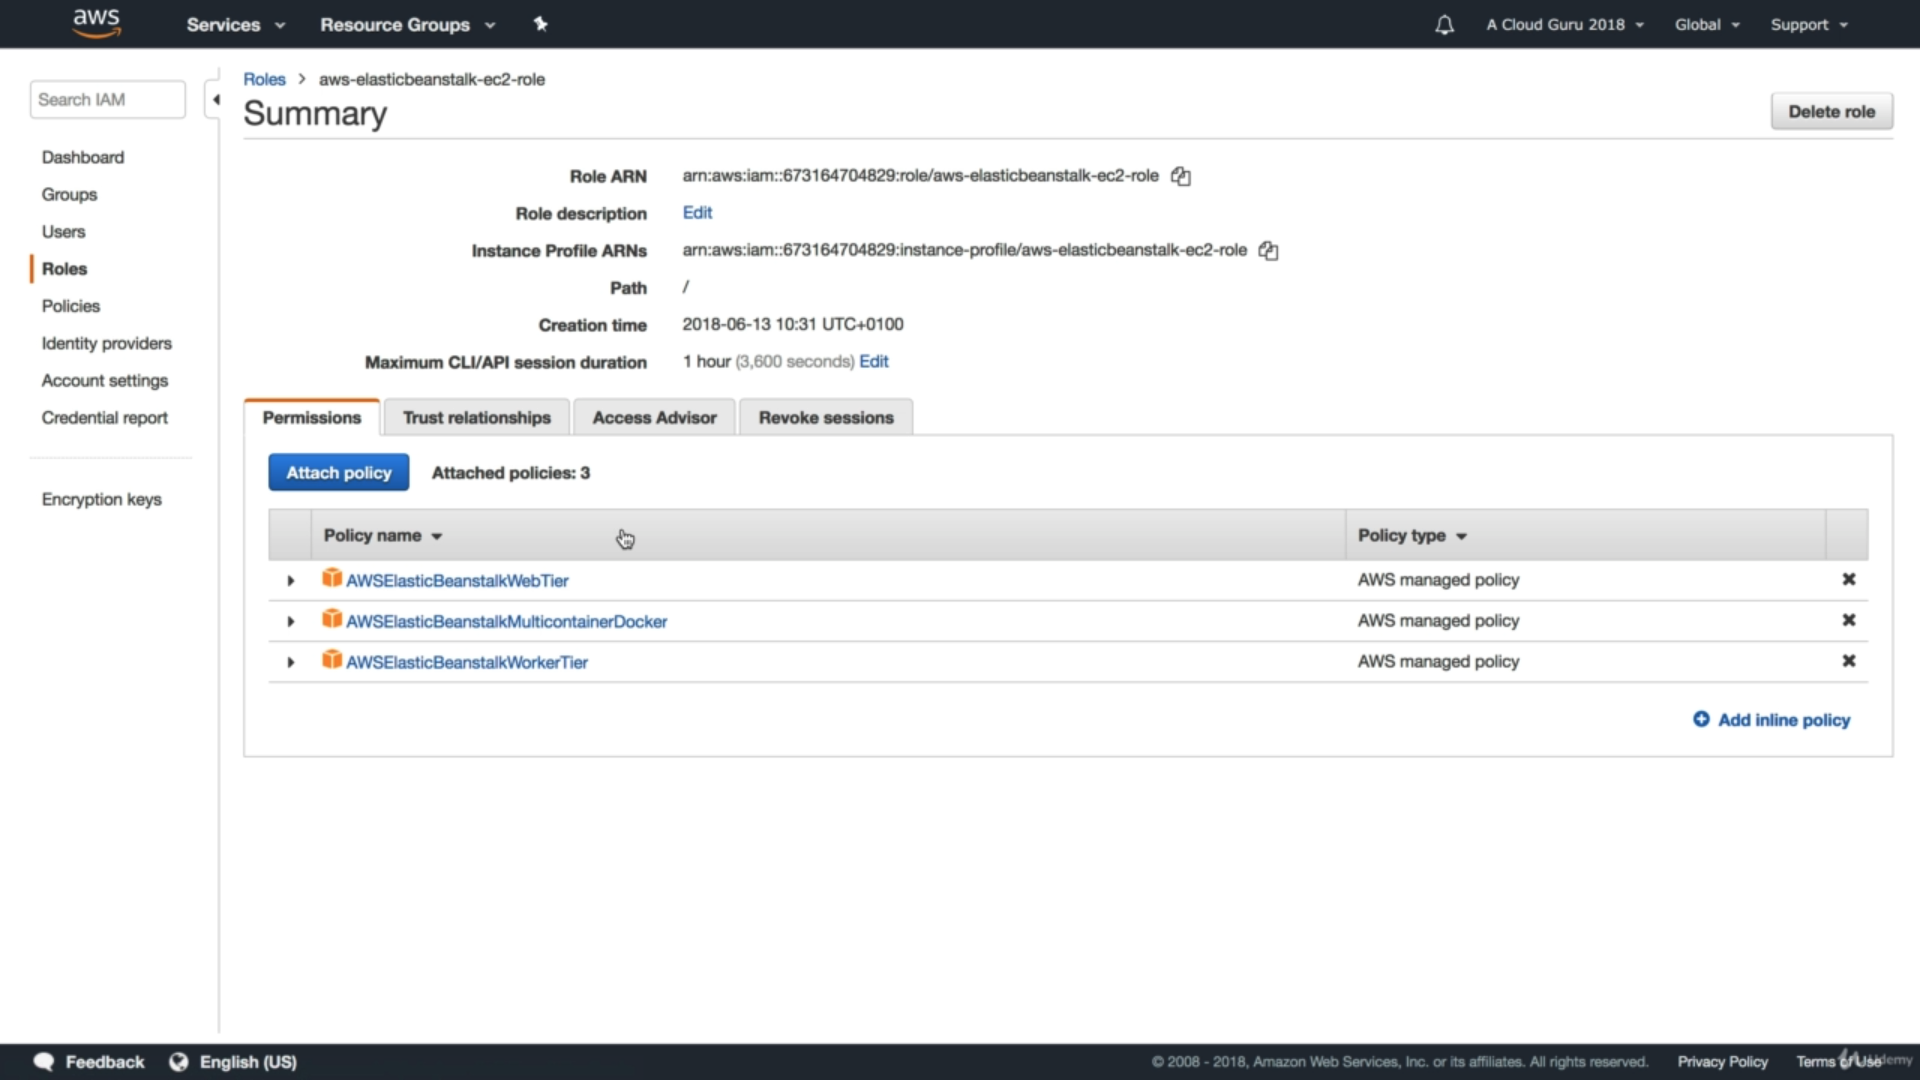 aws
Services
Resource Groups
A Cloud Guru 2018
Global
Support
Search IAM
Dashboard
Groups
Users
Roles
Policies
Identity providers
Account settings
Credential report
Encryption keys
Roles > aws-elasticbeanstalk-ec2-role
Summary
Delete role
Role ARN arn:aws:iam::673164704829:role/aws-elasticbeanstalk-ec2-role
Role description Edit
Instance Profile ARNs arn:aws:iam::673164704829:instance-profile/aws-elasticbeanstalk-ec2-role
Path /
Creation time 2018-06-13 10:31 UTC+0100
Maximum CLI/API session duration 1 hour (3,600 seconds) Edit
Permissions
Trust relationships
Access Advisor
Revoke sessions
Attach policy Attached policies: 3
Policy name Policy type
AWSElasticBeanstalkWebTier AWS managed policy
AWSElasticBeanstalkMulticontainerDocker AWS managed policy
AWSElasticBeanstalkWorkerTier AWS managed policy
Add inline policy
Feedback
English (US)
© 2008 - 2018, Amazon Web Services, Inc. or its affiliates. All rights reserved.
Privacy Policy
Terms of Use
Udemy